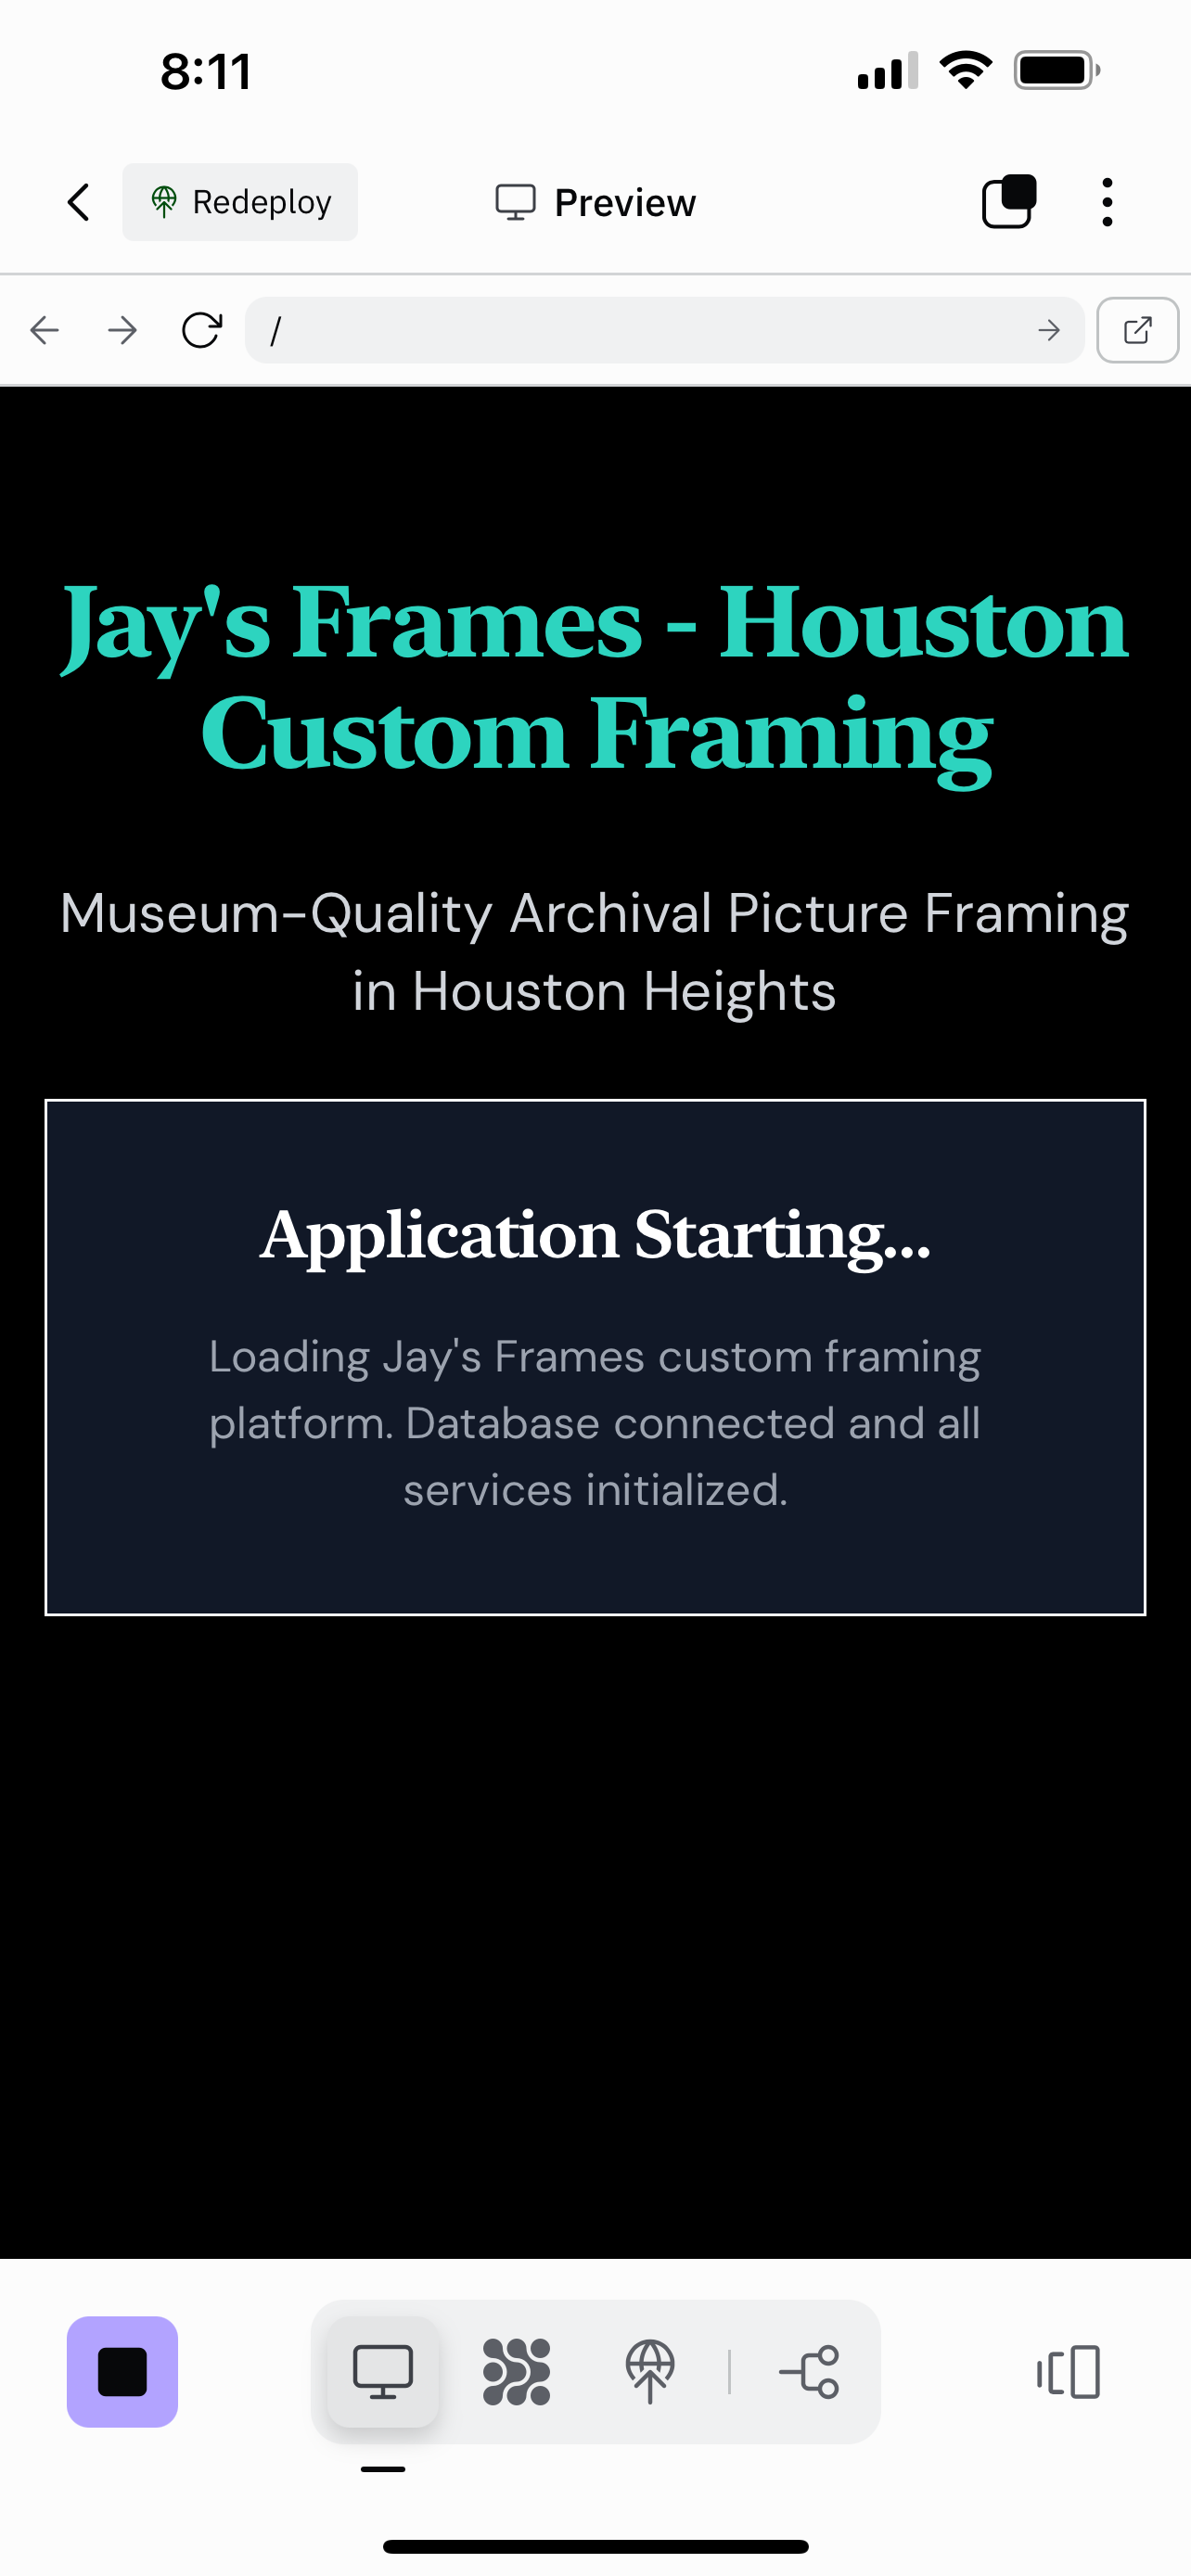 8:11
Redeploy
Preview
/
Jay's Frames - Houston
Custom Framing
Museum-Quality Archival Picture Framing
in Houston Heights
Application Starting...
Loading Jay's Frames custom framing
platform. Database connected and all
services initialized.